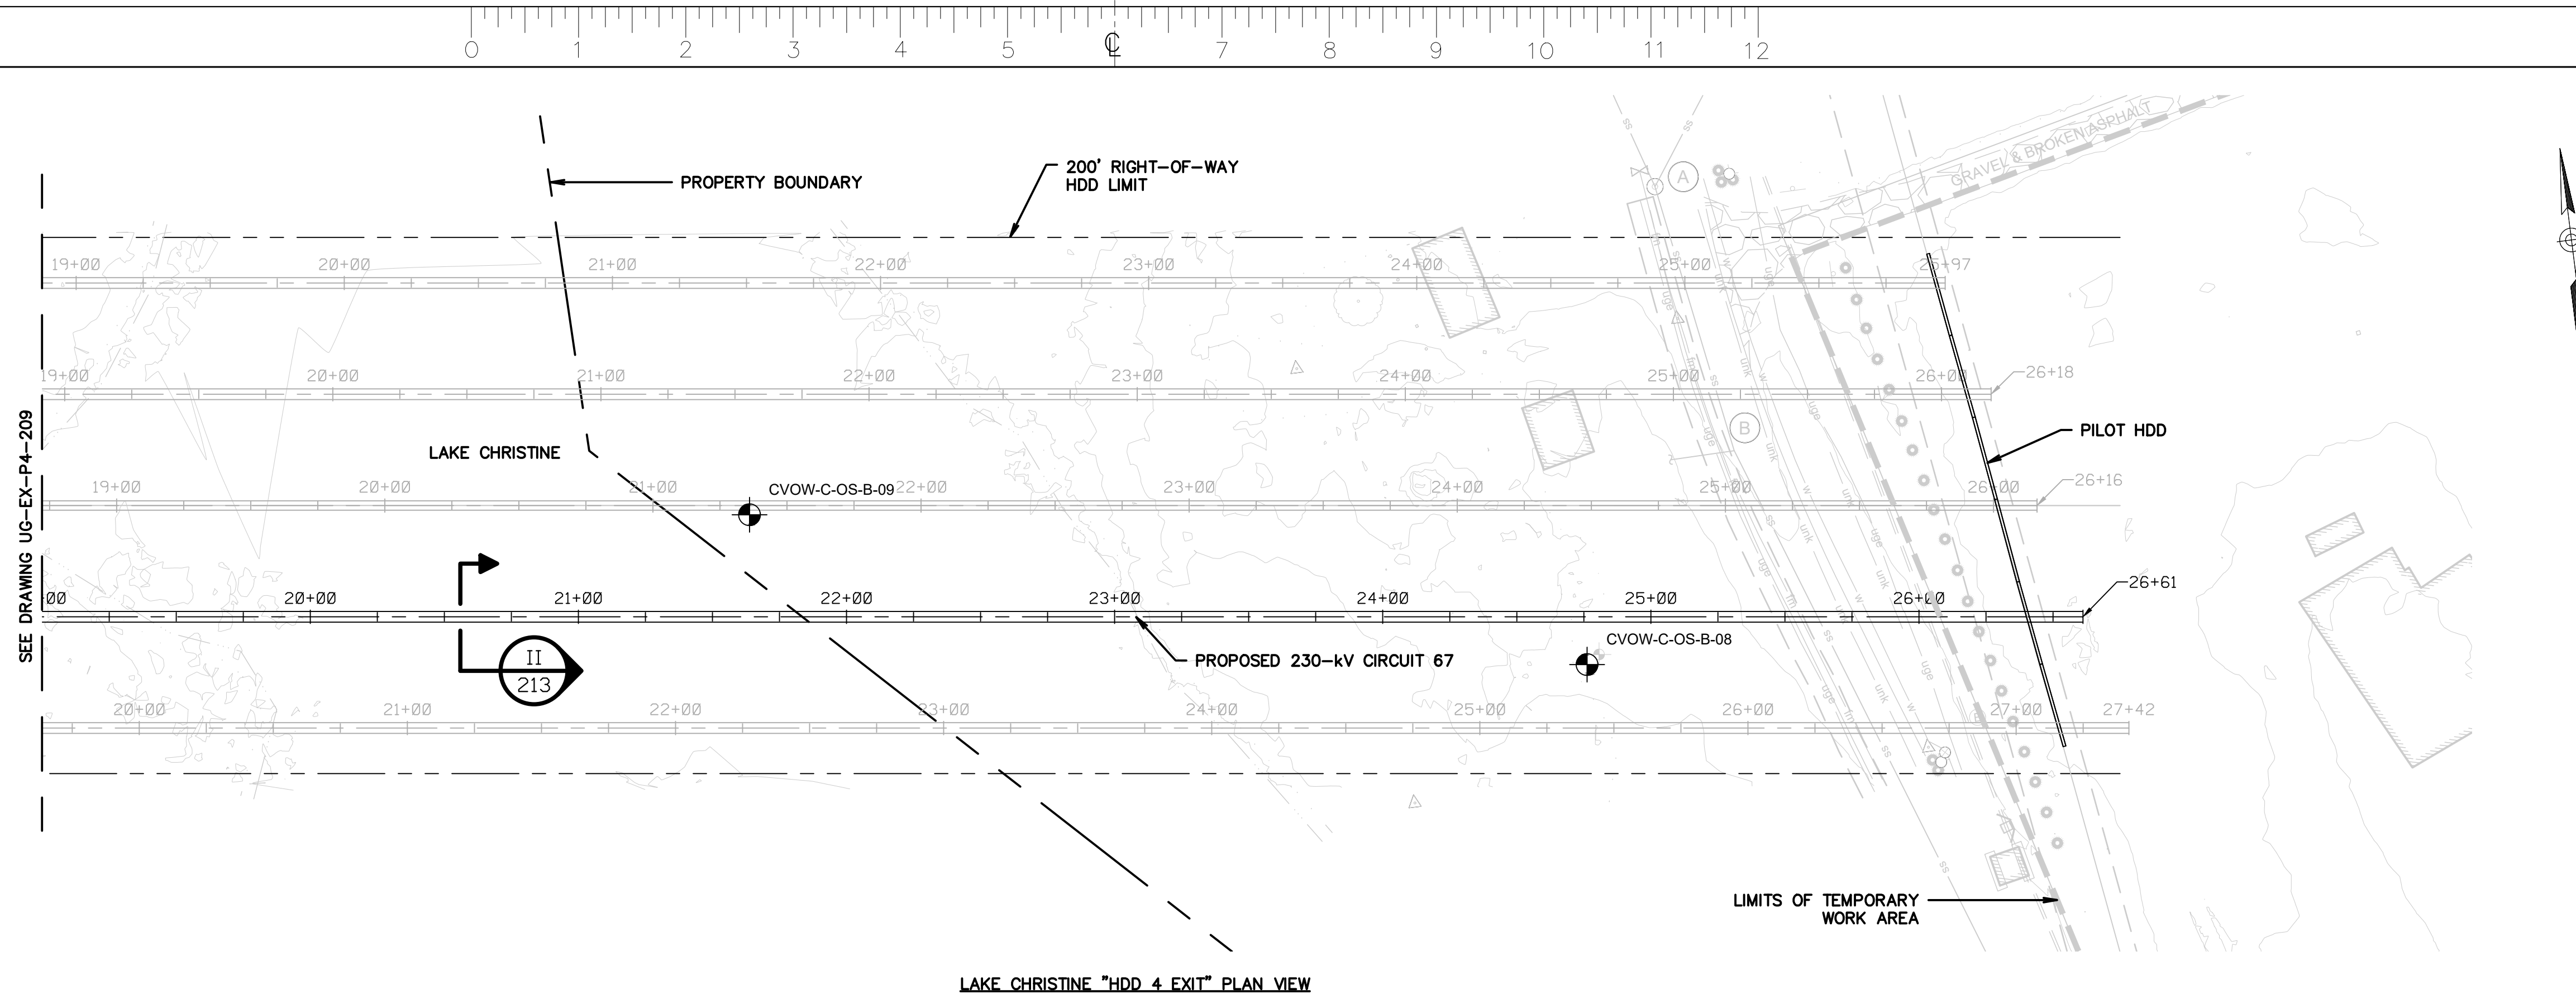 0 1 2 3 4 5 ℄ 7 8 9 10 11 12
GRAVEL & BROKEN ASPHALT
200' RIGHT-OF-WAY
HDD LIMIT
PROPERTY BOUNDARY
A
19+00 20+00 21+00 22+00 23+00 24+00 25+00 25+97
19+00 20+00 21+00 22+00 23+00 24+00 25+00 26+00 26+18
B
PILOT HDD
LAKE CHRISTINE
19+00 20+00 21+00 22+00 23+00 24+00 25+00 26+00 26+16
CVOW-C-OS-B-09
SEE DRAWING UG-EX-P4-209
+00 20+00 21+00 22+00 23+00 24+00 25+00 26+00 26+61
CVOW-C-OS-B-08
PROPOSED 230-kV CIRCUIT 67
II
213
20+00 21+00 22+00 23+00 24+00 25+00 26+00 27+00 27+42
LIMITS OF TEMPORARY
WORK AREA
LAKE CHRISTINE "HDD 4 EXIT" PLAN VIEW